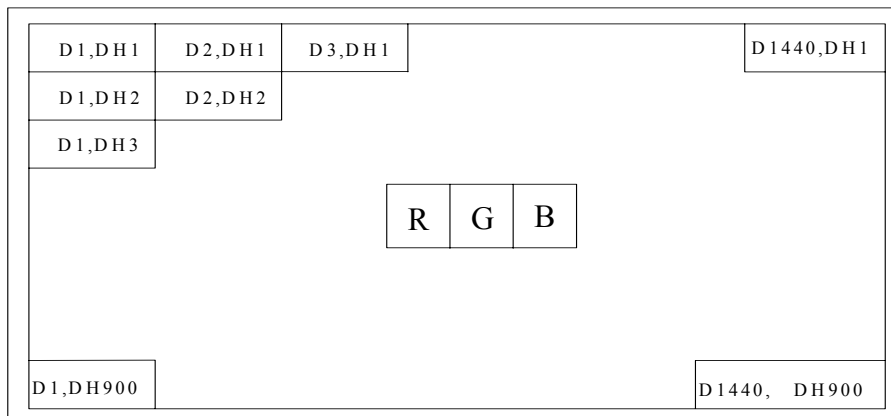 D1,DH1 D2,DH1 D3,DH1 D1440,DH1
D1,DH2 D2,DH2
D1,DH3
R G B
D1,DH900 D1440, DH900